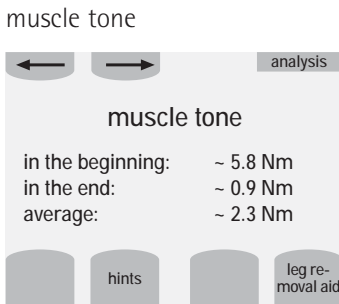 muscle tone
analysis
muscle tone
in the beginning: ~ 5.8 Nm
in the end: ~ 0.9 Nm
average: ~ 2.3 Nm
hints
leg re-
moval aid